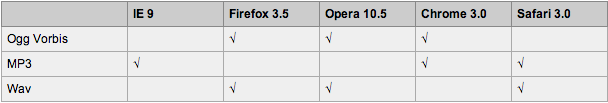 IE 9 Firefox 3.5 Opera 10.5 Chrome 3.0 Safari 3.0
Ogg Vorbis √ √ √
MP3 √ √ √
Wav √ √ √